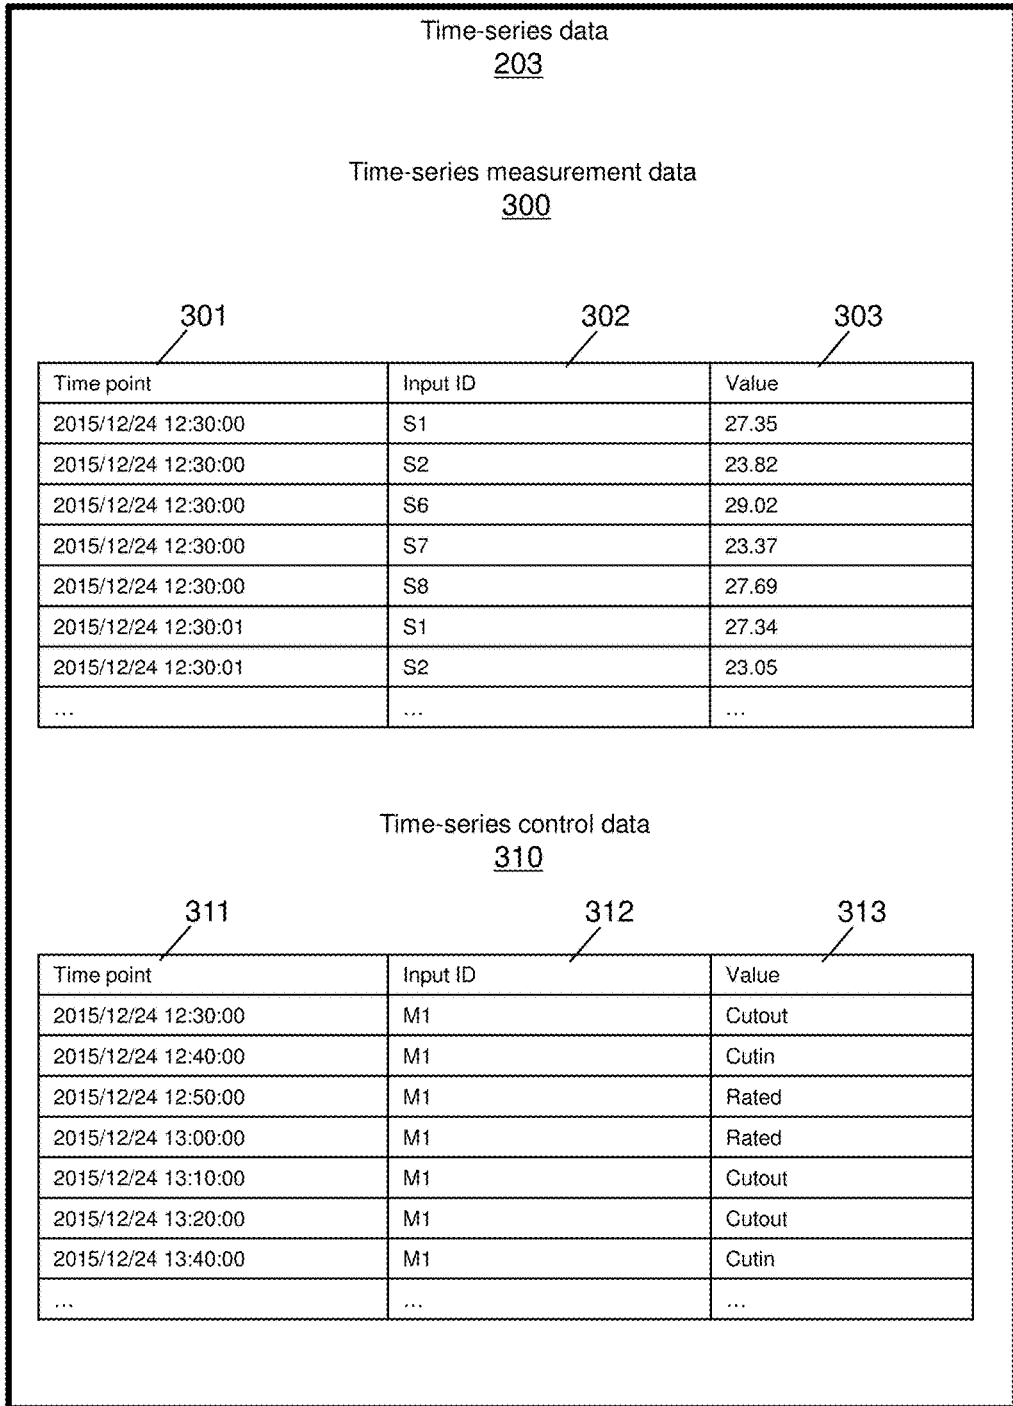 Time-series data
203
Time-series measurement data
300
301 302 303
Time point Input ID Value
2015/12/24 12:30:00 S1 27.35
2015/12/24 12:30:00 S2 23.82
2015/12/24 12:30:00 S6 29.02
2015/12/24 12:30:00 S7 23.37
2015/12/24 12:30:00 S8 27.69
2015/12/24 12:30:01 S1 27.34
2015/12/24 12:30:01 S2 23.05
... ... ...
Time-series control data
310
311 312 313
Time point Input ID Value
2015/12/24 12:30:00 M1 Cutout
2015/12/24 12:40:00 M1 Cutin
2015/12/24 12:50:00 M1 Rated
2015/12/24 13:00:00 M1 Rated
2015/12/24 13:10:00 M1 Cutout
2015/12/24 13:20:00 M1 Cutout
2015/12/24 13:40:00 M1 Cutin
... ... ...